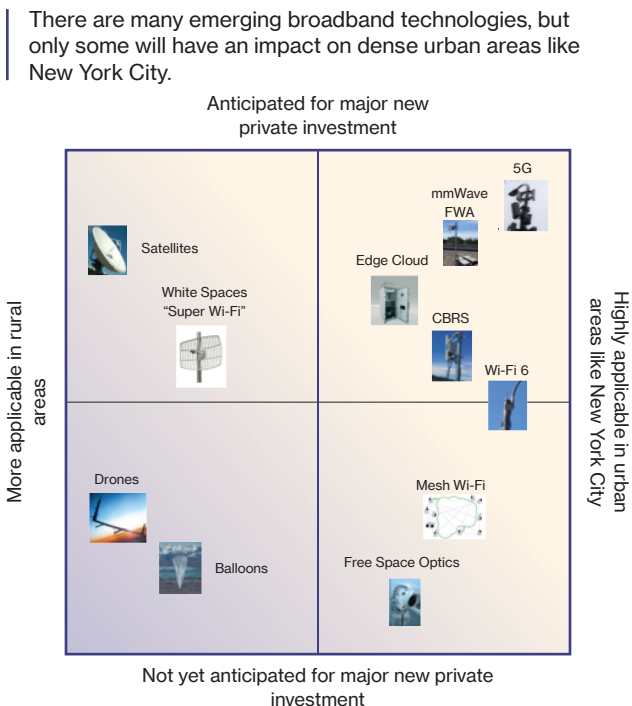 There are many emerging broadband technologies, but
only some will have an impact on dense urban areas like
New York City.
Anticipated for major new
private investment
5G
mmWave
FWA
Satellites
Edge Cloud
White Spaces
“Super Wi-Fi”
CBRS
Wi-Fi 6
More applicable in rural
areas
Highly applicable in urban
areas like New York City
Drones
Mesh Wi-Fi
Balloons
Free Space Optics
Not yet anticipated for major new private
investment